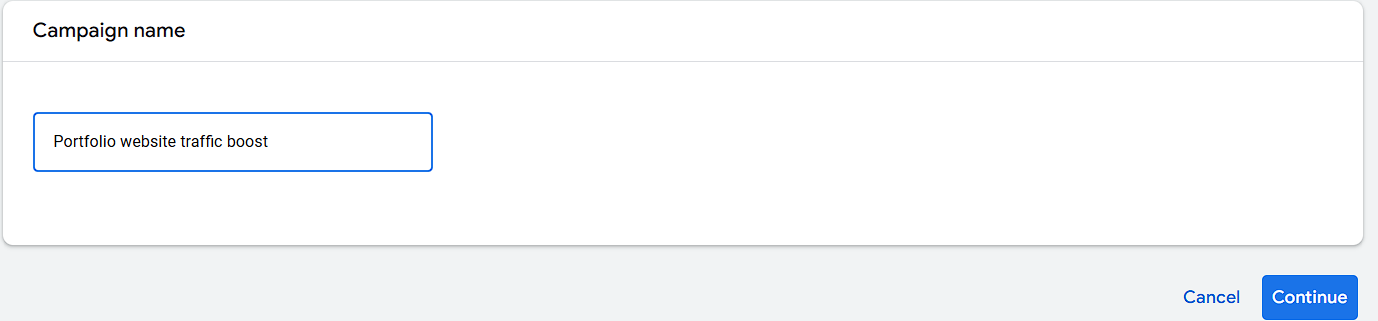 Campaign name
Portfolio website traffic boost
Cancel Continue